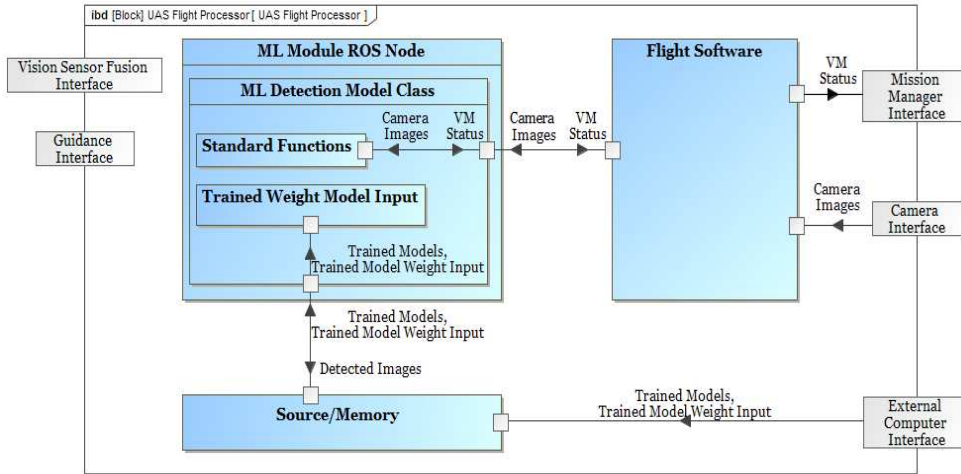 ibd [Block] UAS Flight Processor [ UAS Flight Processor ]
Vision Sensor Fusion
Interface
Guidance
Interface
ML Module ROS Node
ML Detection Model Class
Standard Functions
Camera
Images
VM
Status
Camera
Images
VM
Status
Trained Weight Model Input
Trained Models,
Trained Model Weight Input
Trained Models,
Trained Model Weight Input
Detected Images
Source/Memory
Flight Software
VM
Status
Mission
Manager
Interface
Camera
Images
Camera
Interface
Trained Models,
Trained Model Weight Input
External
Computer
Interface